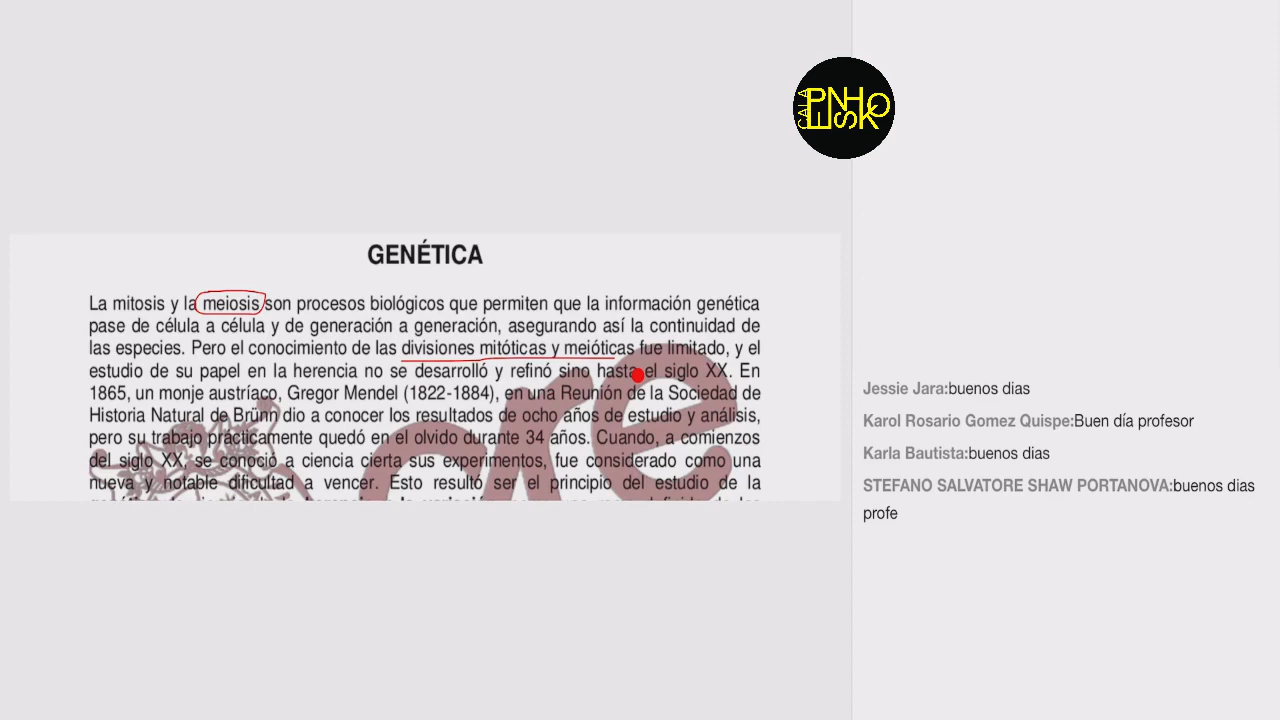 CALA
PENHSKO
GENÉTICA
La mitosis y la meiosis son procesos biológicos que permiten que la información genética
pase de célula a célula y de generación a generación, asegurando así la continuidad de
las especies. Pero el conocimiento de las divisiones mitóticas y meióticas fue limitado, y el
estudio de su papel en la herencia no se desarrolló y refinó sino hasta el siglo XX. En
1865, un monje austríaco, Gregor Mendel (1822-1884), en una Reunión de la Sociedad de
Historia Natural de Brünn dio a conocer los resultados de ocho años de estudio y análisis,
pero su trabajo prácticamente quedó en el olvido durante 34 años. Cuando, a comienzos
del siglo XX, se conoció a ciencia cierta sus experimentos, fue considerado como una
nueva y notable dificultad a vencer. Esto resultó ser el principio del estudio de la
cre
Jessie Jara:buenos dias
Karol Rosario Gomez Quispe:Buen día profesor
Karla Bautista:buenos dias
STEFANO SALVATORE SHAW PORTANOVA:buenos dias
profe